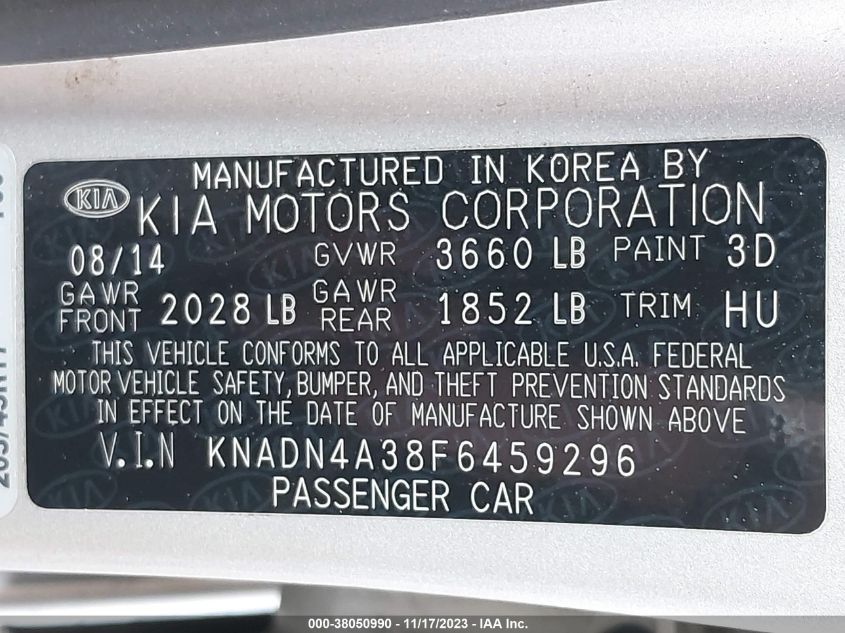 MANUFACTURED IN KOREA BY
KIA KIA MOTORS CORPORATION
08/14 GVWR 3660 LB PAINT 3D
GAWR FRONT 2028 LB GAWR REAR 1852 LB TRIM HU
THIS VEHICLE CONFORMS TO ALL APPLICABLE U.S.A. FEDERAL
MOTOR VEHICLE SAFETY, BUMPER, AND THEFT PREVENTION STANDARDS
IN EFFECT ON THE DATE OF MANUFACTURE SHOWN ABOVE
V.I.N KNADN4A38F6459296
PASSENGER CAR
000-38050990 - 11/17/2023 - IAA Inc.